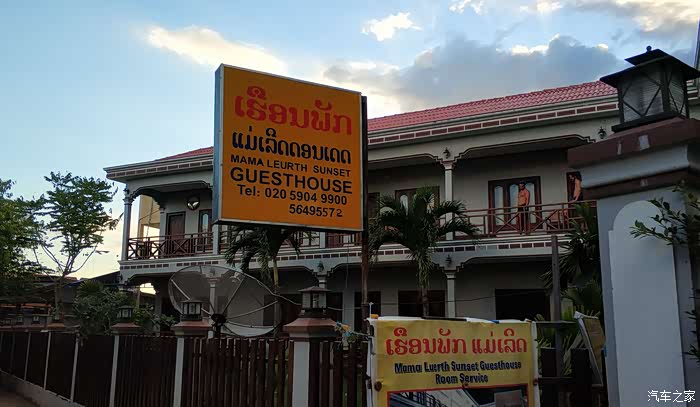 ເຮືອນພັກ
ແມ່ເລີດດອນເດດ
MAMA LEURTH SUNSET
GUESTHOUSE
Tel: 020 5904 9900
56495572
ເຮືອນພັກ ແມ່ເລີດ
Mama Leurth Sunset Guesthouse
Room Service
汽车之家